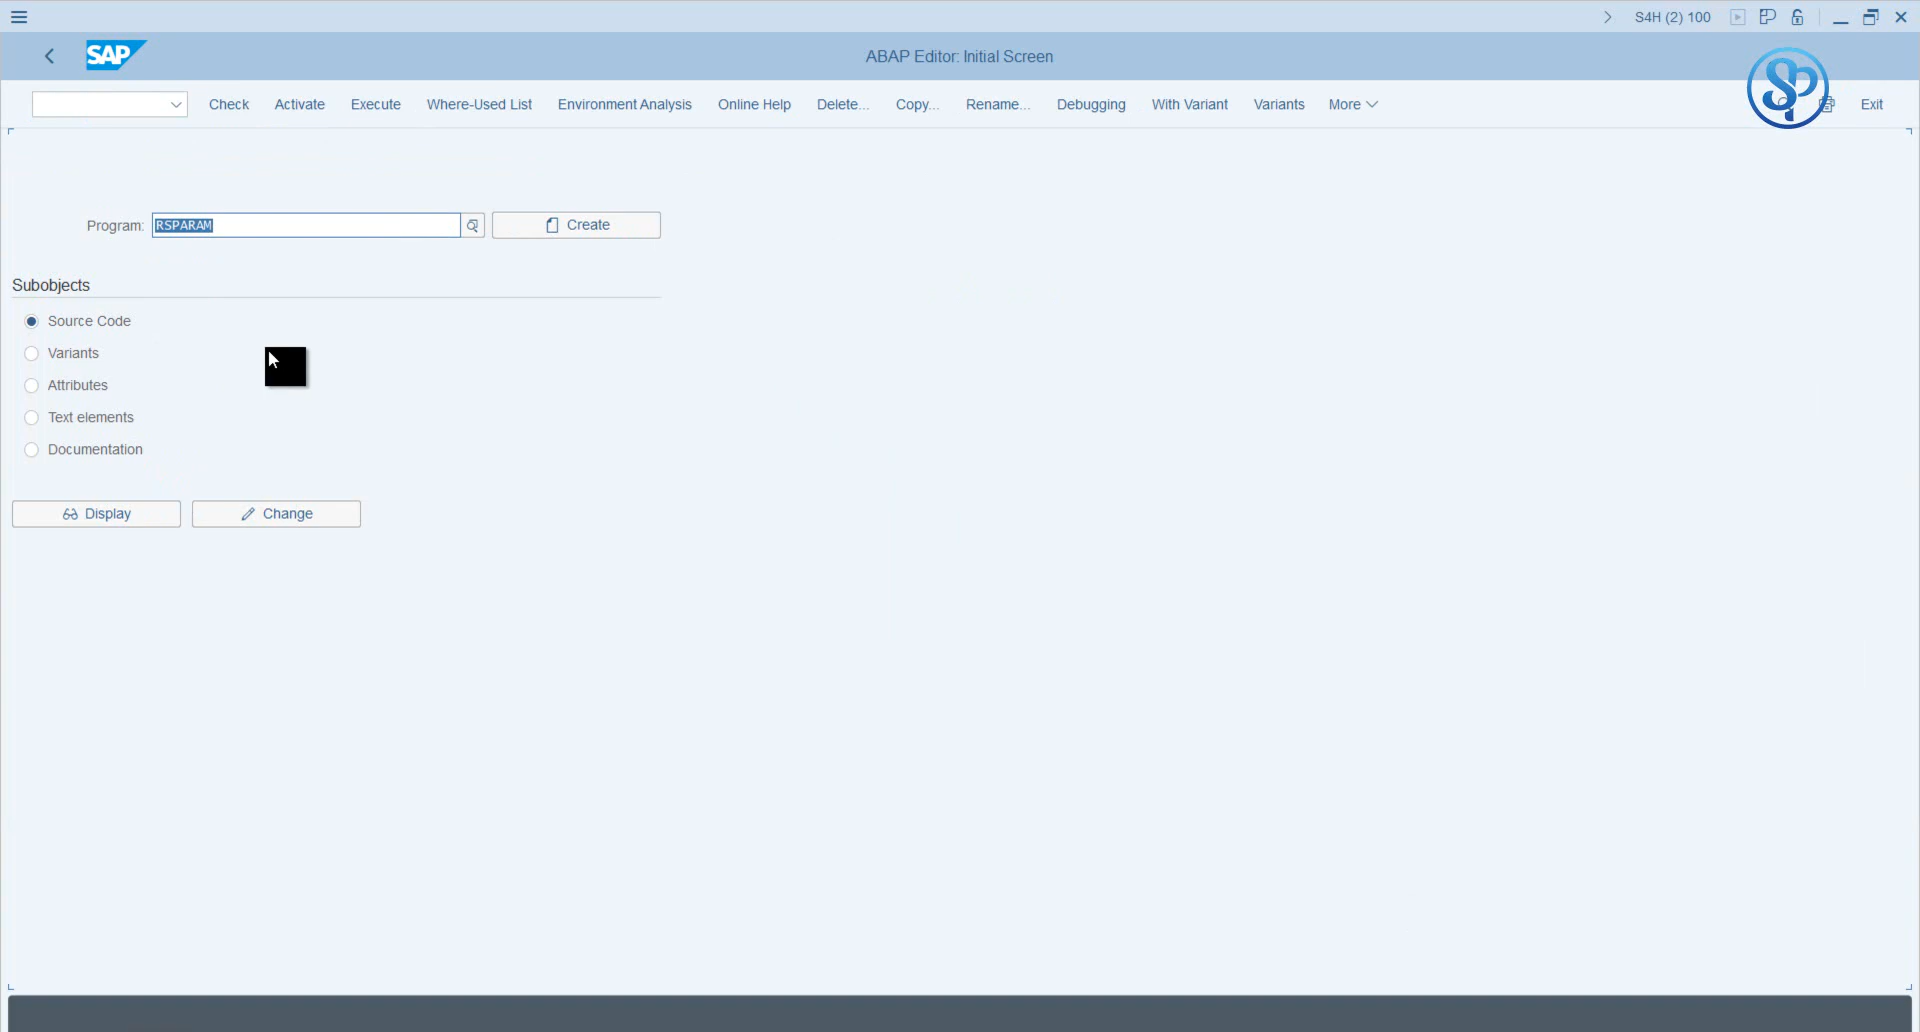 S4H (2) 100
SAP
ABAP Editor: Initial Screen
SP
Check Activate Execute Where-Used List Environment Analysis Online Help Delete... Copy... Rename... Debugging With Variant Variants More Exit
Program: RSPARAM Create
Subobjects
Source Code
Variants
Attributes
Text elements
Documentation
Display Change